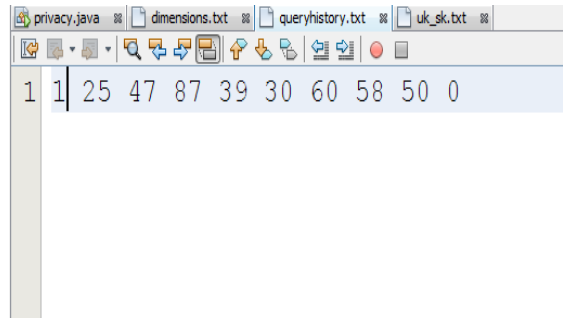 privacy.java dimensions.txt queryhistory.txt uk_sk.txt
1 1 25 47 87 39 30 60 58 50 0